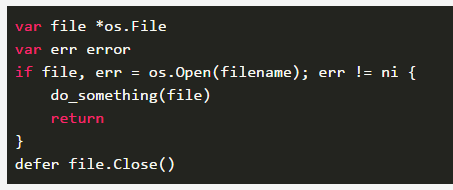 var file *os.File
var err error
if file, err = os.Open(filename); err != ni {
    do_something(file)
    return
}
defer file.Close()